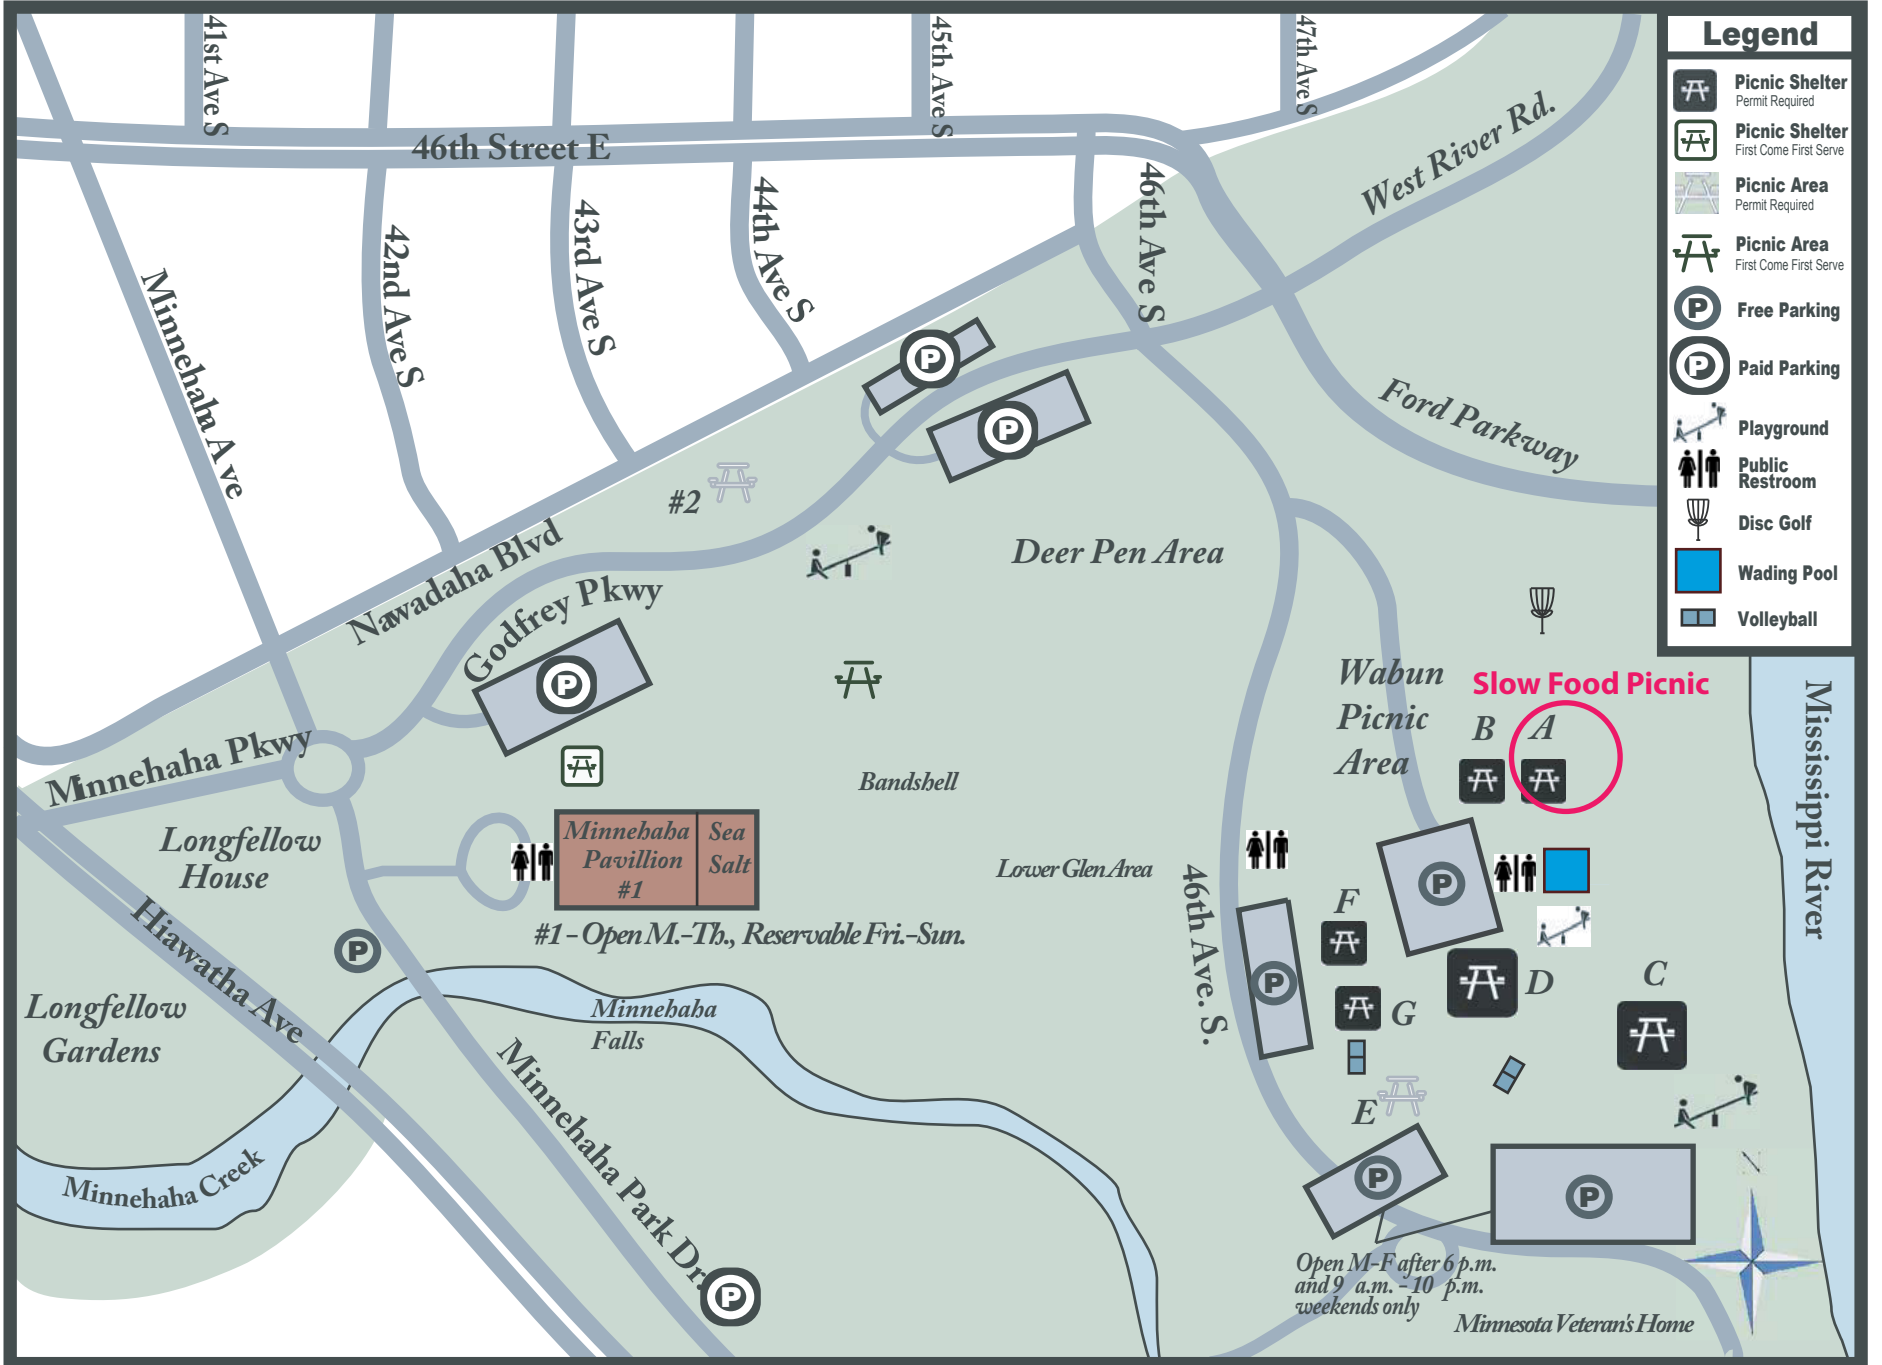 41st Ave S
45th Ave S
47th Ave S
46th Street E
West River Rd.
46th Ave S
44th Ave S
43rd Ave S
42nd Ave S
Minnehaha Ave
Ford Parkway
#2
Deer Pen Area
Nawadaha Blvd
Godfrey Pkwy
P
P
P
Minnehaha Pkwy
Wabun
Picnic
Area
Slow Food Picnic
B
A
Mississippi River
Bandshell
Longfellow
House
Minnehaha
Pavillion
#1
Sea
Salt
Lower Glen Area
#1 - Open M.-Th., Reservable Fri.-Sun.
46th Ave. S.
P
P
P
F
D
C
G
E
Hiawatha Ave
Longfellow
Gardens
Minnehaha
Falls
Minnehaha Creek
Minnehaha Park Dr.
P
P
P
Open M-F after 6 p.m.
and 9 a.m. - 10 p.m.
weekends only
Minnesota Veteran's Home
Legend
Picnic Shelter
Permit Required
Picnic Shelter
First Come First Serve
Picnic Area
Permit Required
Picnic Area
First Come First Serve
P Free Parking
P Paid Parking
Playground
Public
Restroom
Disc Golf
Wading Pool
Volleyball